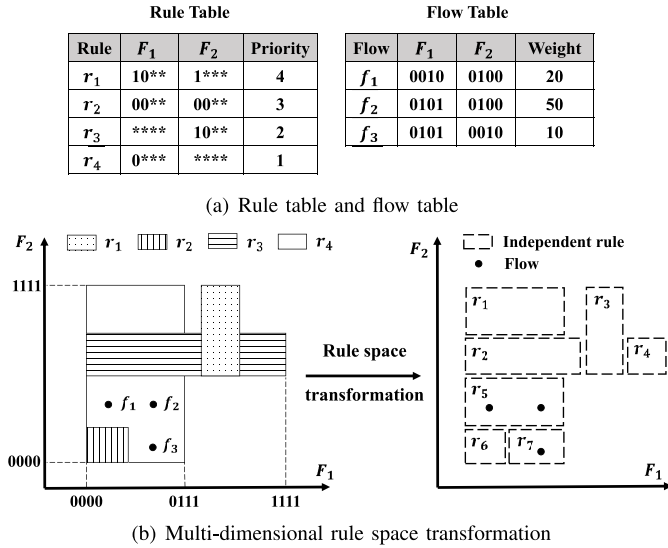 Rule Table
Rule F₁ F₂ Priority
r₁ 10** 1*** 4
r₂ 00** 00** 3
r₃ **** 10** 2
r₄ 0*** **** 1
Flow Table
Flow F₁ F₂ Weight
f₁ 0010 0100 20
f₂ 0101 0100 50
f₃ 0101 0010 10
(a) Rule table and flow table
F₂ r₁ r₂ r₃ r₄
1111
f₁ f₂
f₃
0000
F₁
0000 0111 1111
Rule space
transformation
F₂ Independent rule
Flow
r₁ r₃
r₂ r₄
r₅
r₆ r₇
F₁
(b) Multi-dimensional rule space transformation